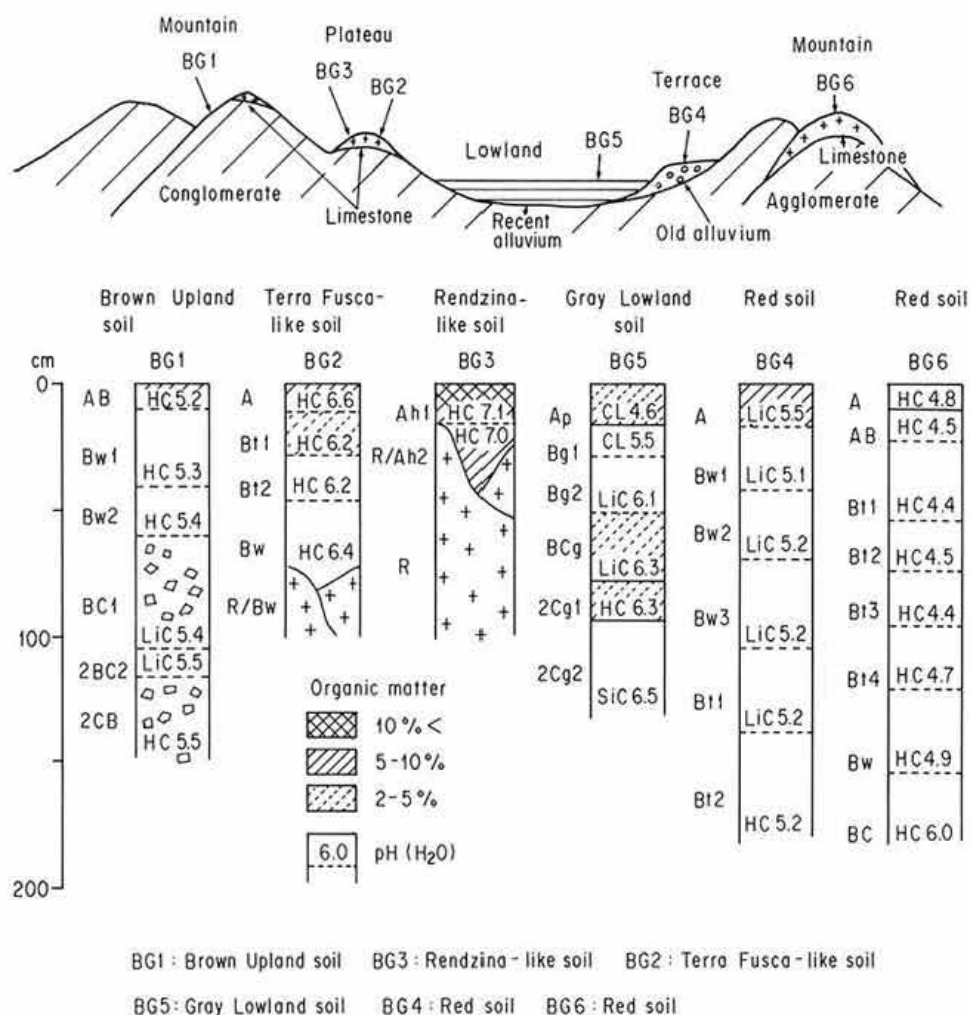 Mountain
BG1
Plateau
BG3
BG2
Mountain
BG6
Terrace
BG4
Lowland
BG5
Conglomerate
Limestone
Recent
alluvium
Old alluvium
Limestone
Agglomerate
Brown Upland
soil
Terra Fusca-
like soil
Rendzina-
like soil
Gray Lowland
soil
Red soil
Red soil
cm
BG1
BG2
BG3
BG5
BG4
BG6
0
100
200
AB HC 5.2
Bw1 HC 5.3
Bw2 HC 5.4
BC1 LiC 5.4
2BC2 LiC 5.5
2CB HC 5.5
A HC 6.6
Bt1 HC 6.2
Bt2 HC 6.2
Bw HC 6.4
R/Bw
Ah1 HC 7.1
R/Ah2 HC 7.0
R
Ap CL 4.6
Bg1 CL 5.5
Bg2 LiC 6.1
BCg LiC 6.3
2Cg1 HC 6.3
2Cg2 SiC 6.5
A LiC 5.5
Bw1 LiC 5.1
Bw2 LiC 5.2
Bw3 LiC 5.2
Bt1 LiC 5.2
Bt2 HC 5.2
A HC 4.8
AB HC 4.5
Bt1 HC 4.4
Bt2 HC 4.5
Bt3 HC 4.4
Bt4 HC 4.7
Bw HC 4.9
BC HC 6.0
Organic matter
10 % <
5-10%
2-5%
6.0 pH (H₂O)
BG1 : Brown Upland soil BG3 : Rendzina-like soil BG2 : Terra Fusca-like soil
BG5 : Gray Lowland soil BG4 : Red soil BG6 : Red soil